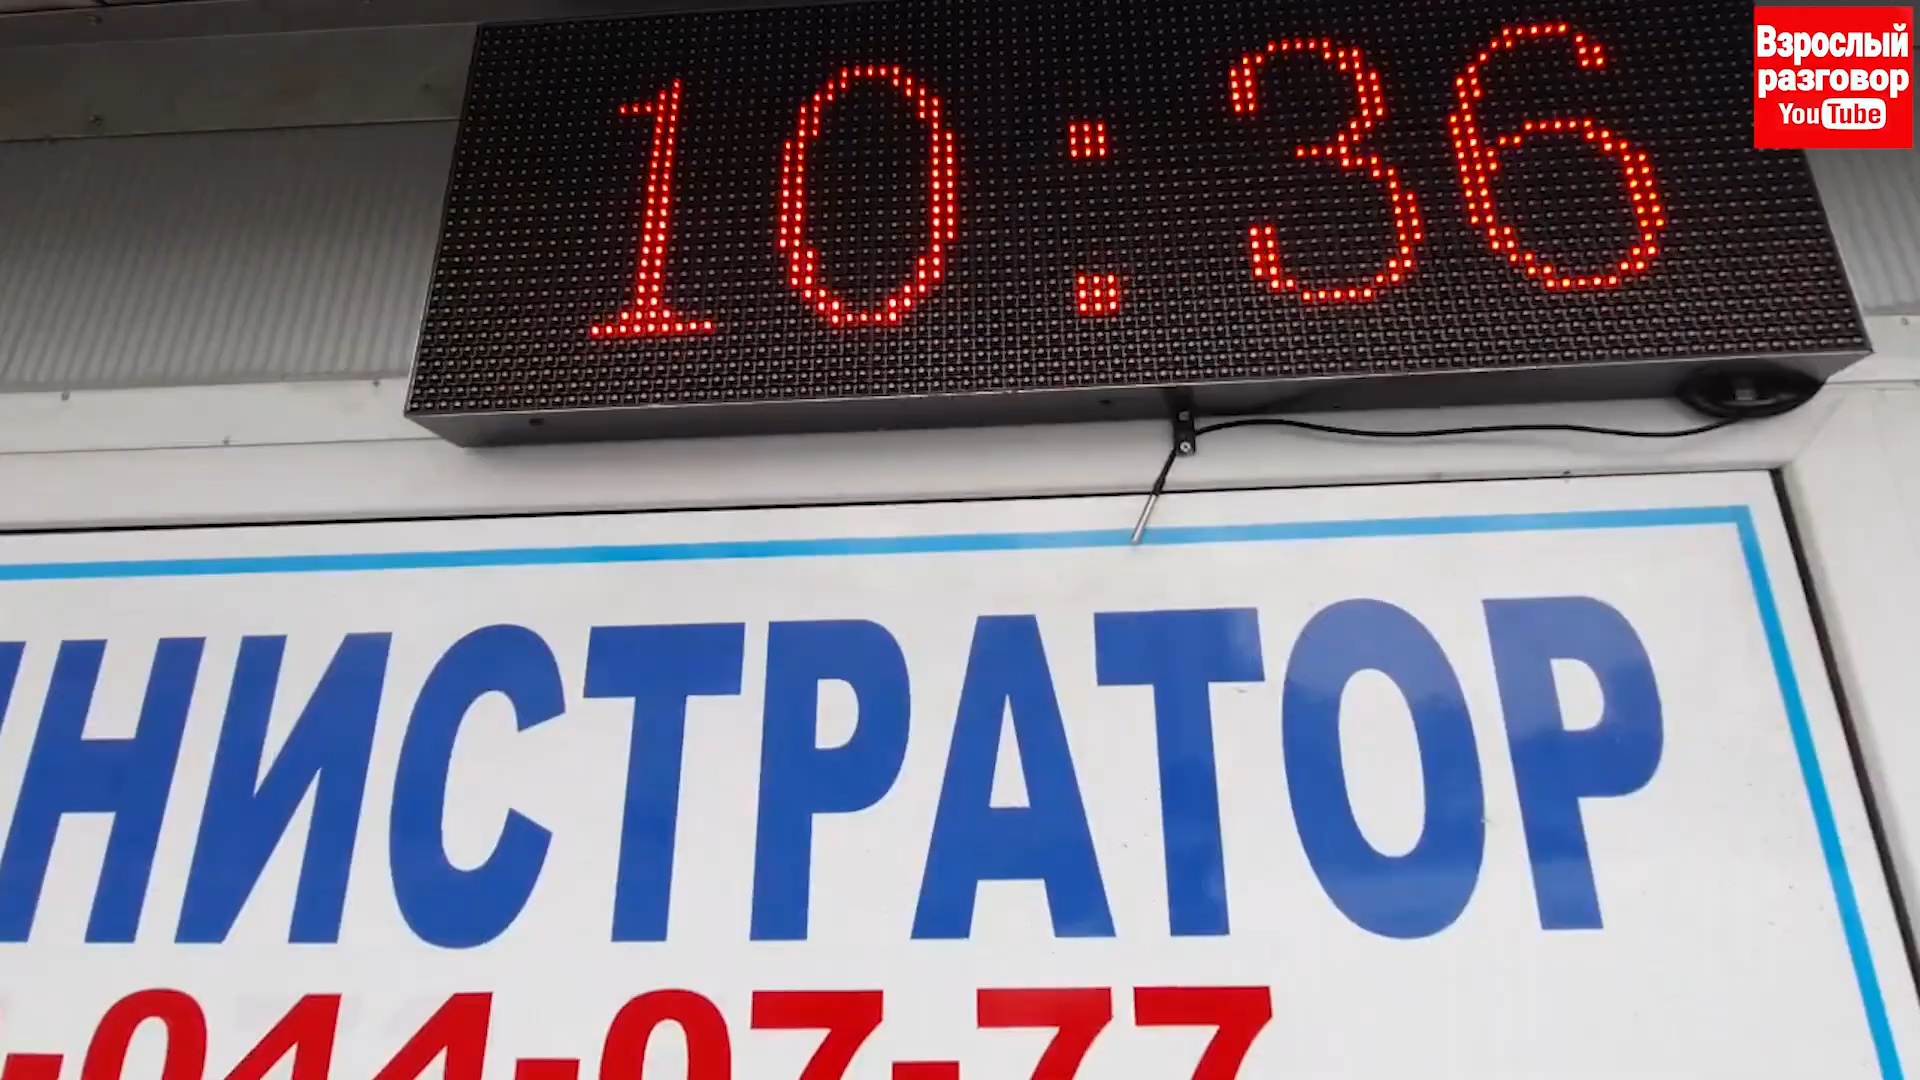 10:36
Взрослый
разговор
YouTube
НИСТРАТОР
-044-07-77